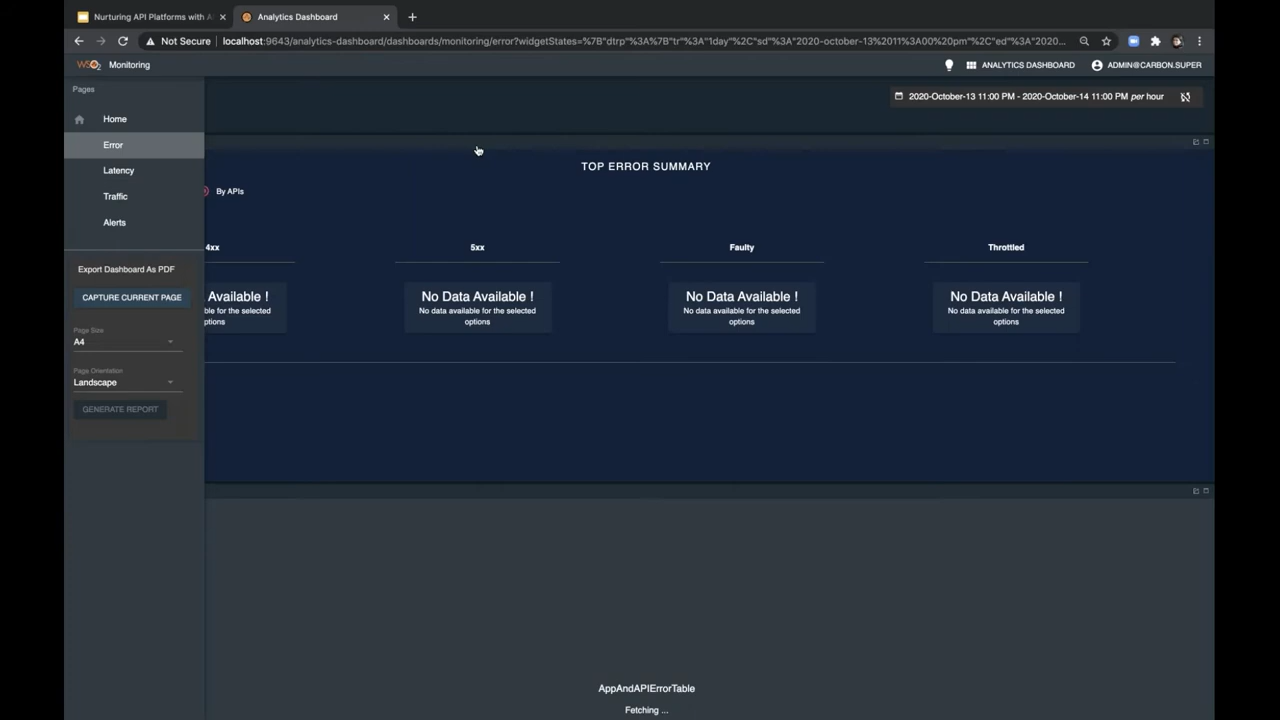 Nurturing API Platforms with A
Analytics Dashboard
Not Secure
localhost:9643/analytics-dashboard/dashboards/monitoring/error?widgetStates=%7B"dtrp"%3A%7B"tr"%3A"1day"%2C"sd"%3A"2020-october-13%2011%3A00%20pm"%2C"ed"%3A"2020...
WSO2 Monitoring
ANALYTICS DASHBOARD
ADMIN@CARBON.SUPER
Pages
2020-October-13 11:00 PM - 2020-October-14 11:00 PM per hour
Home
Error
Latency
Traffic
Alerts
Export Dashboard As PDF
CAPTURE CURRENT PAGE
Page Size
A4
Page Orientation
Landscape
GENERATE REPORT
TOP ERROR SUMMARY
By APIs
4xx
5xx
Faulty
Throttled
Available !
ble for the selected
options
No Data Available !
No data available for the selected
options
No Data Available !
No data available for the selected
options
No Data Available !
No data available for the selected
options
AppAndAPIErrorTable
Fetching ...